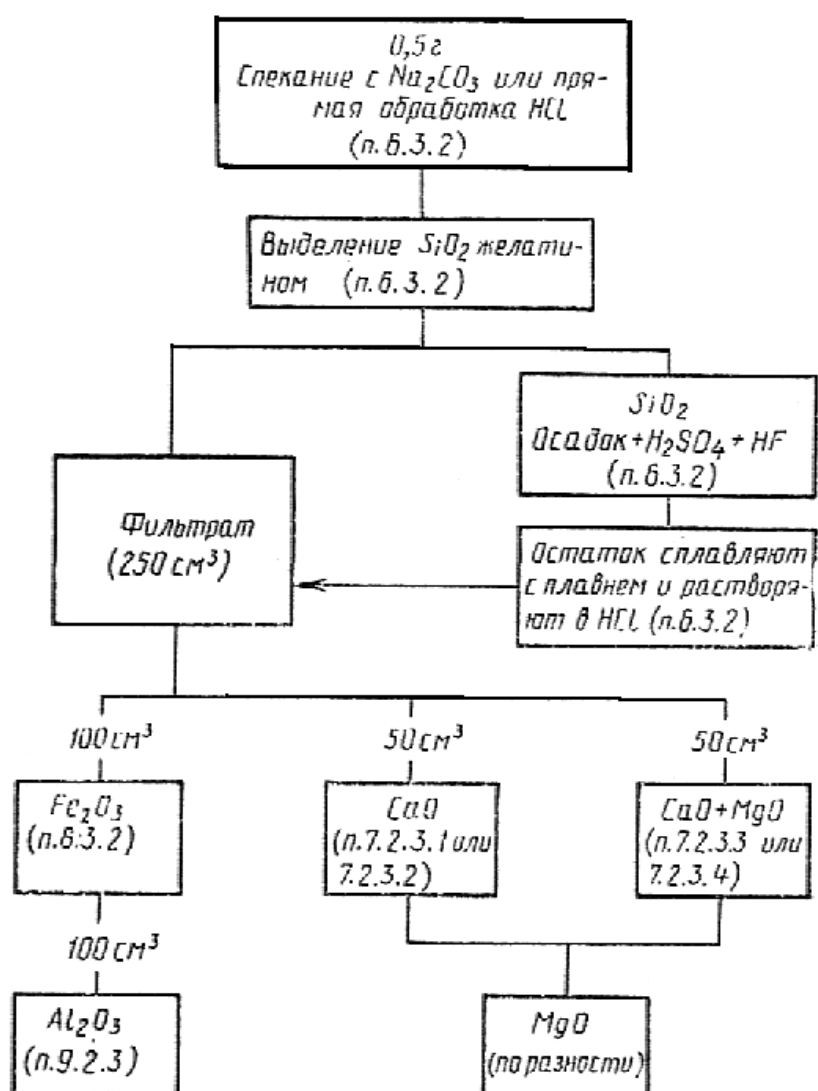 0,5 г
Спекание с Na₂CO₃ или пря-
мая обработка HCl
(п.6.3.2)
Выделение SiO₂ желати-
ном (п.6.3.2)
SiO₂
Осадок+H₂SO₄+HF
(п.6.3.2)
Фильтрат
(250 см³)
Остаток сплавляют
с плавнем и растворя-
ют в HCl (п.6.3.2)
100 см³
50 см³
50 см³
Fe₂O₃
(п.6.3.2)
CaO
(п.7.2.3.1 или
7.2.3.2)
CaO+MgO
(п.7.2.3.3 или
7.2.3.4)
100 см³
Al₂O₃
(п.9.2.3)
MgO
(по разности)